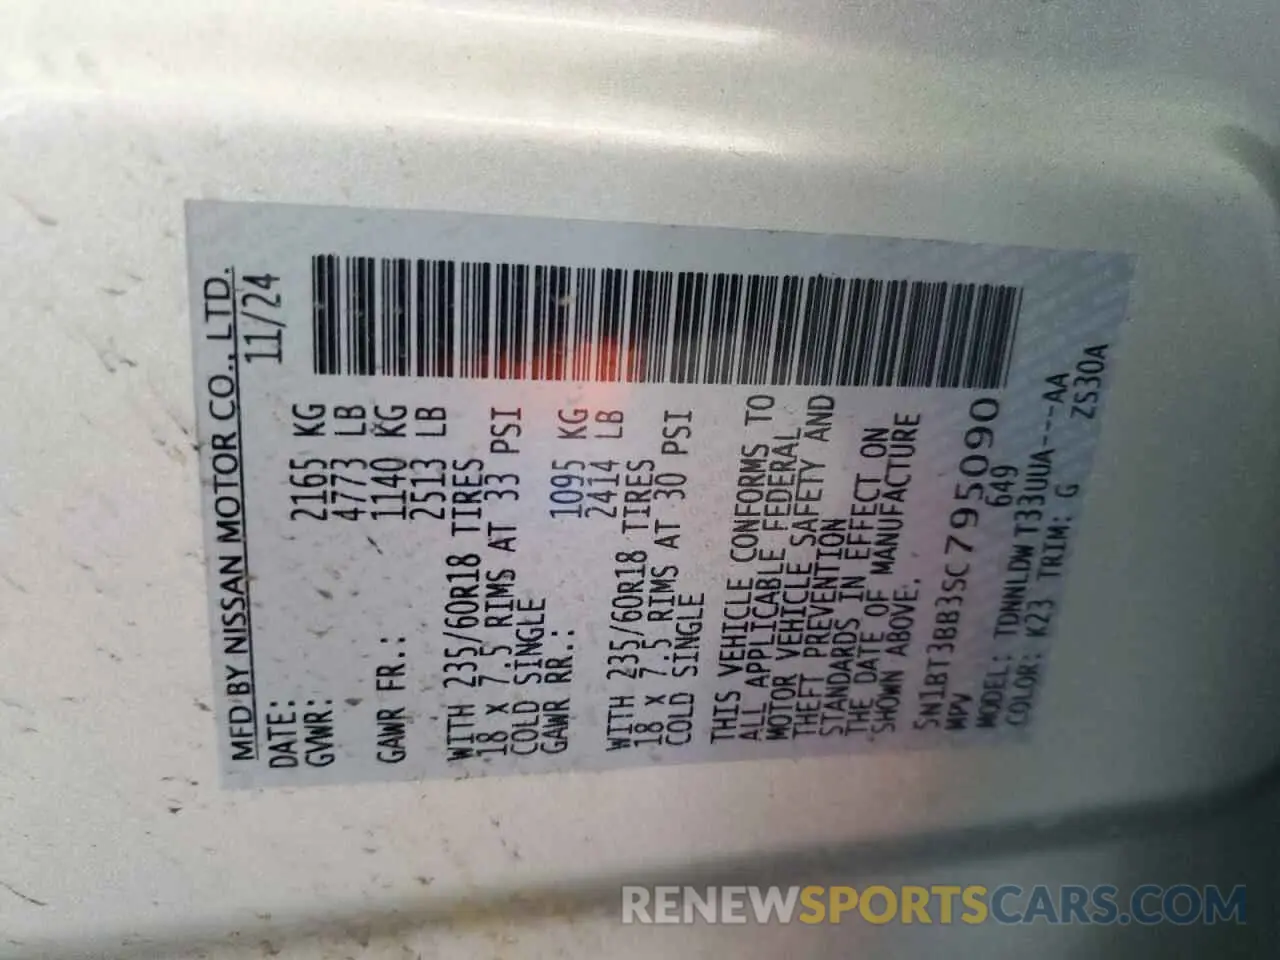 MFD BY NISSAN MOTOR CO., LTD.
DATE: 11/24
GVWR: 2165 KG
4773 LB
GAWR FR.: 1140 KG
2513 LB
WITH 235/60R18 TIRES
18 X 7.5 RIMS AT 33 PSI
COLD SINGLE
GAWR RR.: 1095 KG
2414 LB
WITH 235/60R18 TIRES
18 X 7.5 RIMS AT 30 PSI
COLD SINGLE
THIS VEHICLE CONFORMS TO
ALL APPLICABLE FEDERAL
MOTOR VEHICLE SAFETY AND
THEFT PREVENTION
STANDARDS IN EFFECT ON
THE DATE OF MANUFACTURE
SHOWN ABOVE.
5N1BT3BB3SC795090
MPV 649
MODEL: TDNNLDWT33UUA---AA
COLOR: K23 TRIM: G ZS30A
RENEWSPORTSCARS.COM